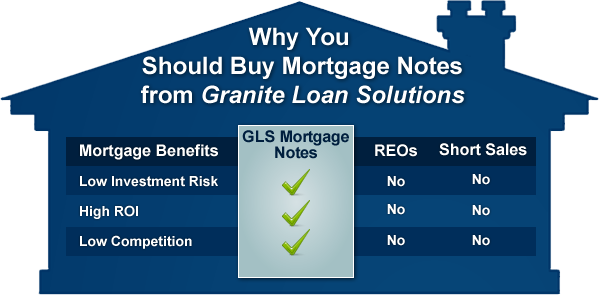 Why You
Should Buy Mortgage Notes
from Granite Loan Solutions
Mortgage Benefits GLS Mortgage Notes REOs Short Sales
Low Investment Risk No No
High ROI No No
Low Competition No No